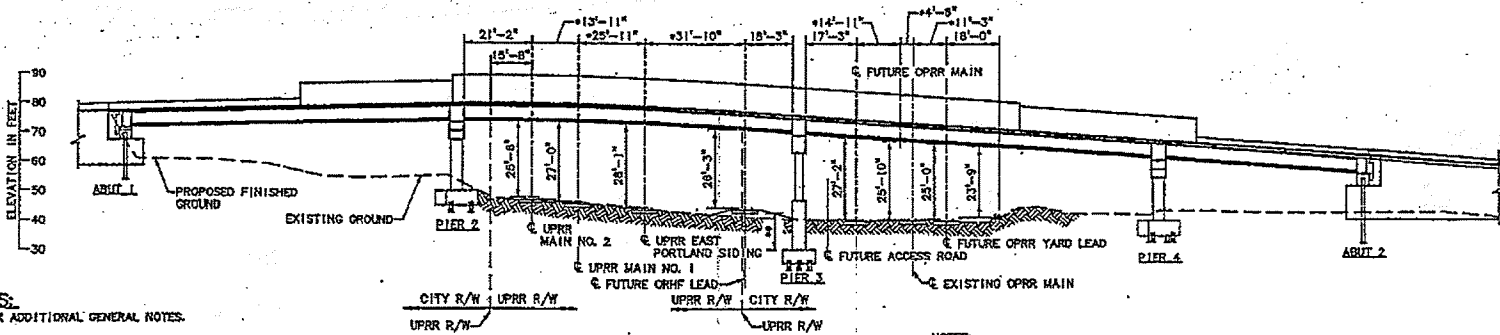 *13'-11"
*4'-8"
*14'-11"
*11'-3"
21'-2"
*25'-11"
*31'-10"
18'-3"
17'-3"
18'-0"
15'-8"
℄ FUTURE OPRR MAIN
ELEVATION IN FEET
90
80
70
60
50
40
30
27'-0"
28'-1"
26'-3"
27'-2"
25'-10"
25'-0"
23'-9"
ABUT 1
PROPOSED FINISHED
GROUND
EXISTING GROUND
PIER 2
℄ UPRR
MAIN NO. 2
℄ UPRR EAST
PORTLAND SIDING
℄ UPRR MAIN NO. 1
℄ FUTURE ORHF LEAD
**
PIER 3
℄ FUTURE ACCESS ROAD
℄ FUTURE OPRR YARD LEAD
℄ EXISTING OPRR MAIN
PIER 4
ABUT 2
CITY R/W
UPRR R/W
UPRR R/W
UPRR R/W
CITY R/W
UPRR R/W
ADDITIONAL GENERAL NOTES.